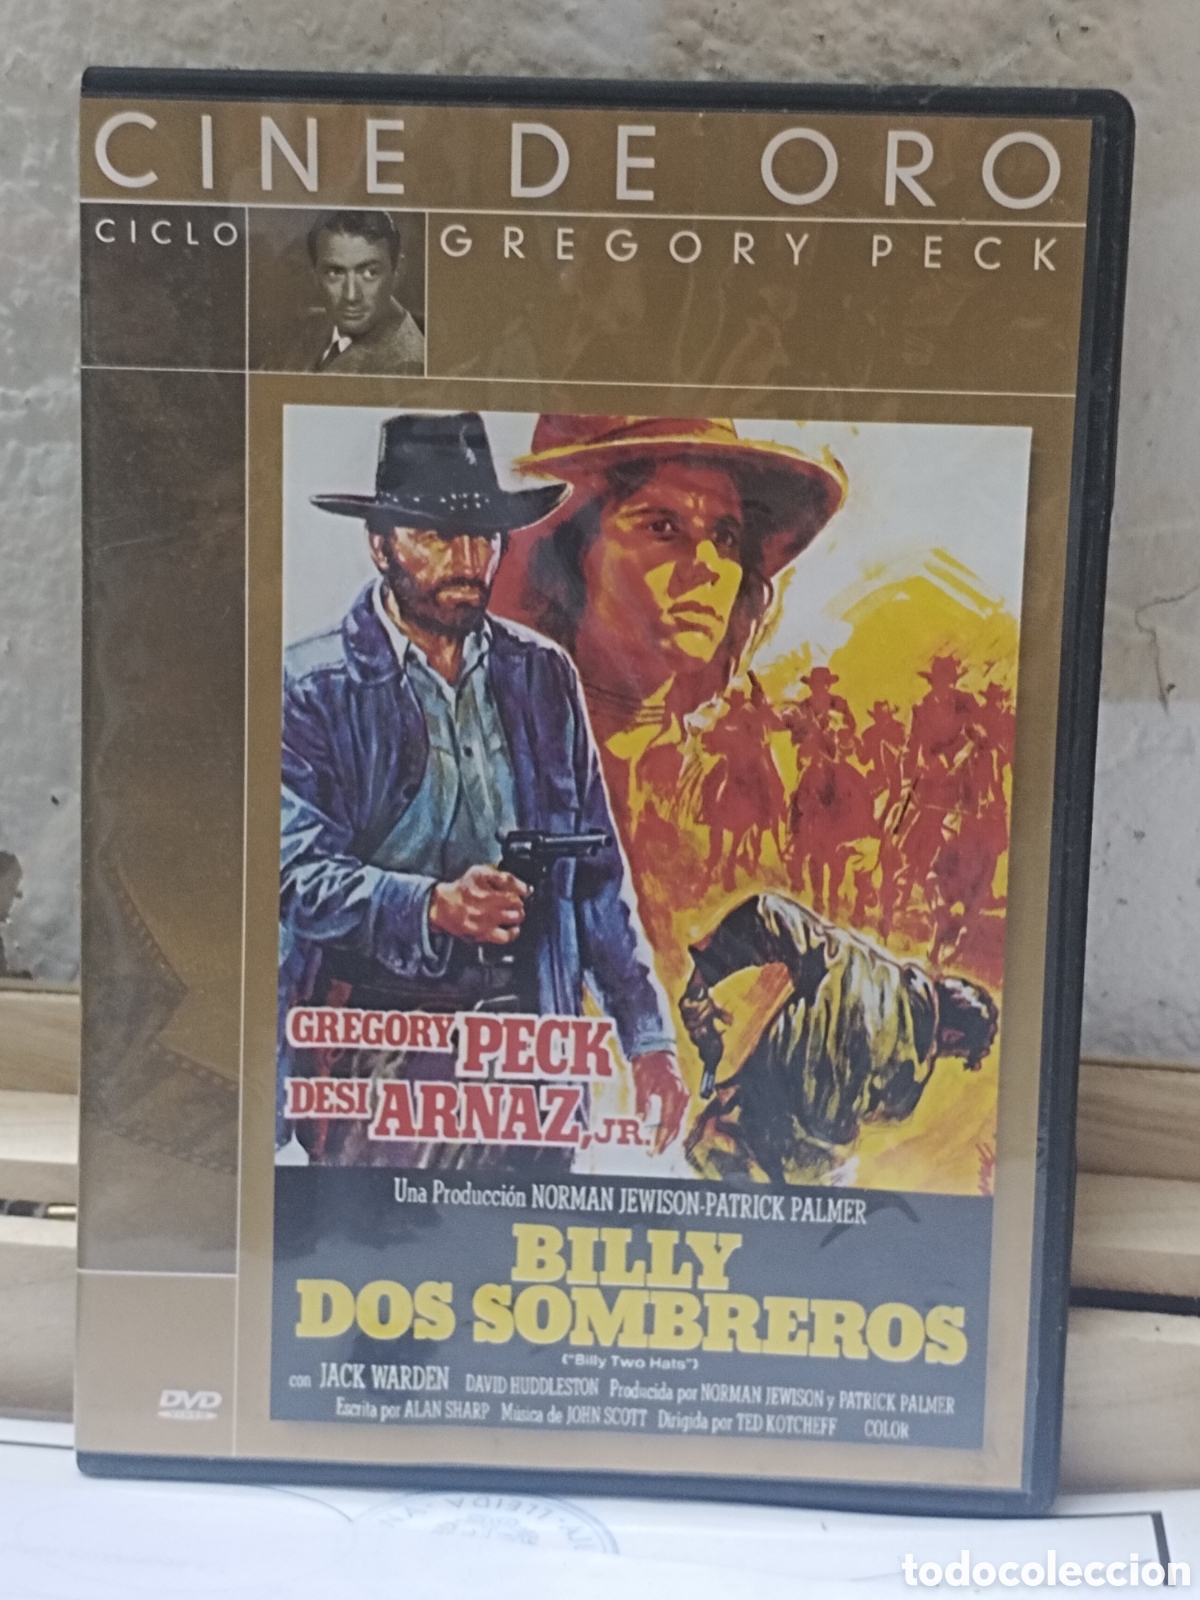 CINE DE ORO
CICLO
GREGORY PECK
GREGORY PECK
DESI ARNAZ, JR.
Una Producción NORMAN JEWISON-PATRICK PALMER
BILLY
DOS SOMBREROS
("Billy Two Hats")
con JACK WARDEN DAVID HUDDLESTON Producida por NORMAN JEWISON y PATRICK PALMER
Escrita por ALAN SHARP Música de JOHN SCOTT Dirigida por TED KOTCHEFF COLOR
DVD
VIDEO
LLEIDA
todocoleccion